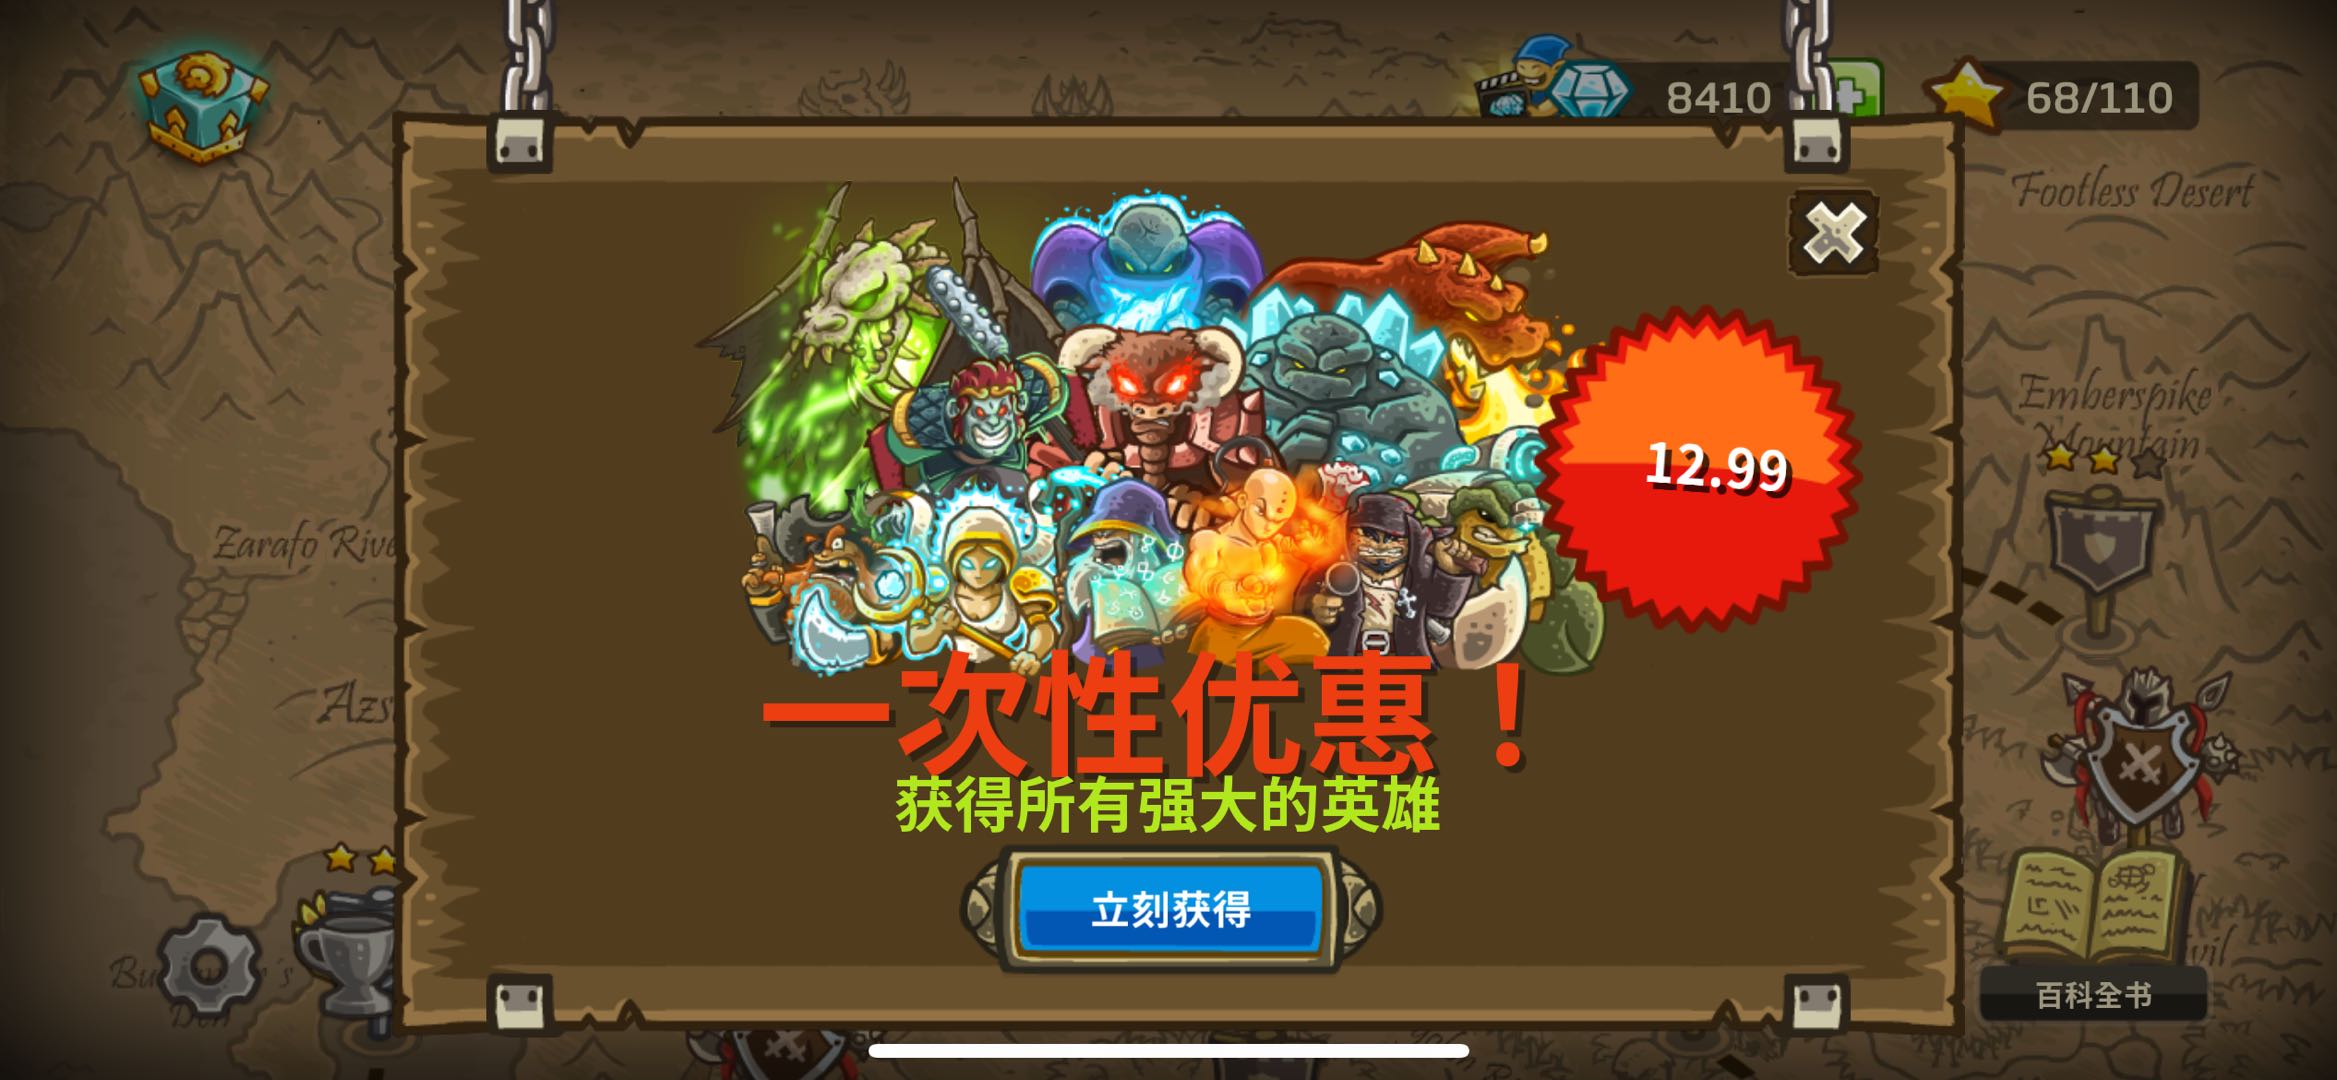 8410
68/110
Footless Desert
Emberspike
Mountain
12.99
Zarafo Rive
Azs
一次性优惠！
获得所有强大的英雄
立刻获得
百科全书